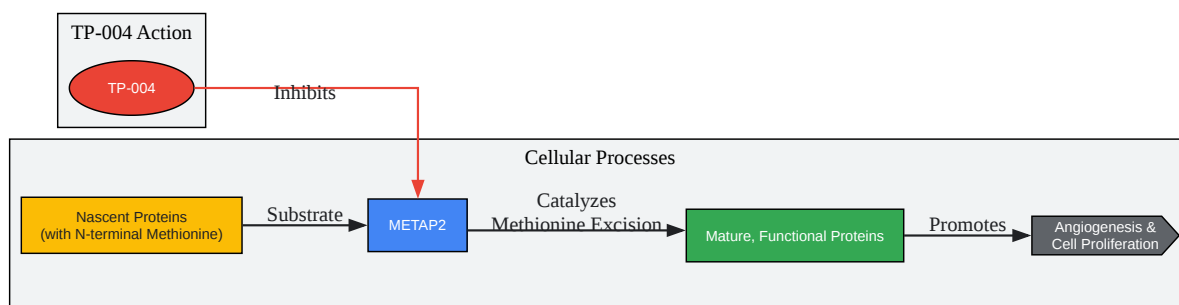 TP-004 Action
TP-004
Inhibits
Cellular Processes
Nascent Proteins
(with N-terminal Methionine)
Substrate
METAP2
Catalyzes
Methionine Excision
Mature, Functional Proteins
Promotes
Angiogenesis &
Cell Proliferation